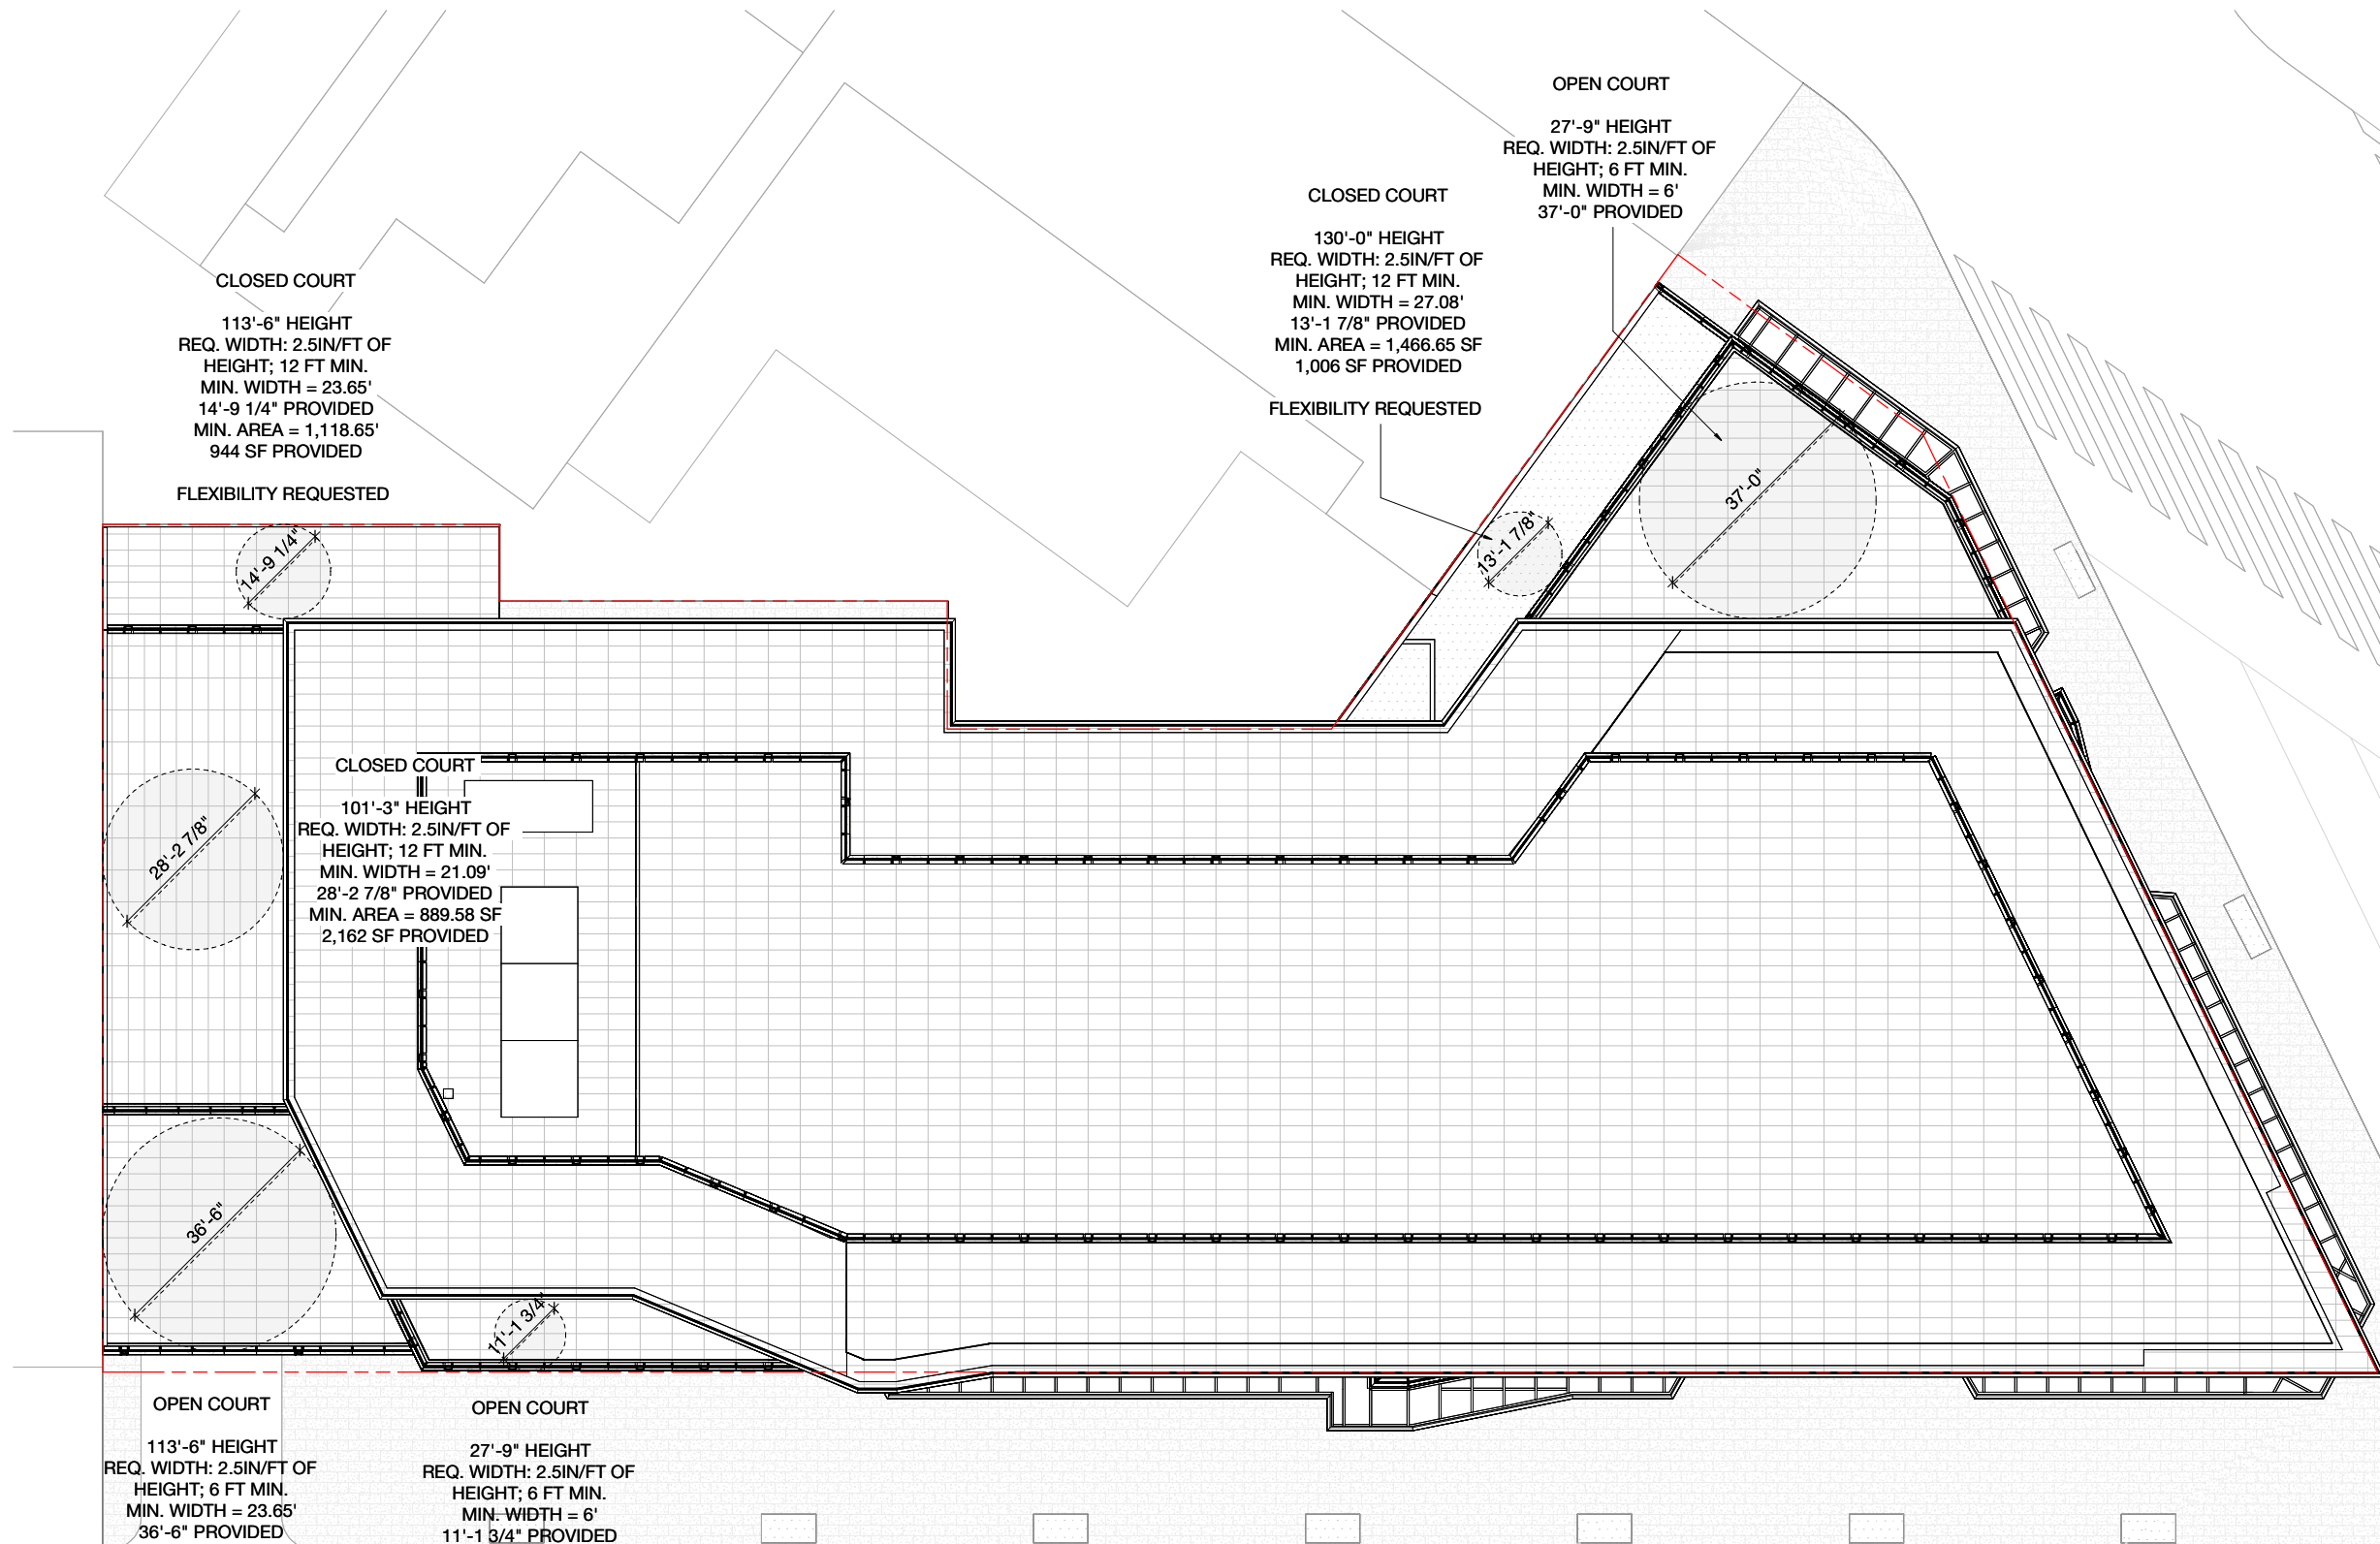 OPEN COURT
27'-9" HEIGHT
REQ. WIDTH: 2.5IN/FT OF
HEIGHT; 6 FT MIN.
MIN. WIDTH = 6'
37'-0" PROVIDED
CLOSED COURT
130'-0" HEIGHT
REQ. WIDTH: 2.5IN/FT OF
HEIGHT; 12 FT MIN.
MIN. WIDTH = 27.08'
13'-1 7/8" PROVIDED
MIN. AREA = 1,466.65 SF
1,006 SF PROVIDED
FLEXIBILITY REQUESTED
CLOSED COURT
113'-6" HEIGHT
REQ. WIDTH: 2.5IN/FT OF
HEIGHT; 12 FT MIN.
MIN. WIDTH = 23.65'
14'-9 1/4" PROVIDED
MIN. AREA = 1,118.65'
944 SF PROVIDED
FLEXIBILITY REQUESTED
37'-0"
13'-1 7/8"
14'-9 1/4"
CLOSED COURT
101'-3" HEIGHT
REQ. WIDTH: 2.5IN/FT OF
HEIGHT; 12 FT MIN.
MIN. WIDTH = 21.09'
28'-2 7/8" PROVIDED
MIN. AREA = 889.58 SF
2,162 SF PROVIDED
28'-2 7/8"
36'-6"
11'-1 3/4"
OPEN COURT
113'-6" HEIGHT
REQ. WIDTH: 2.5IN/FT OF
HEIGHT; 6 FT MIN.
MIN. WIDTH = 23.65'
36'-6" PROVIDED
OPEN COURT
27'-9" HEIGHT
REQ. WIDTH: 2.5IN/FT OF
HEIGHT; 6 FT MIN.
MIN. WIDTH = 6'
11'-1 3/4" PROVIDED